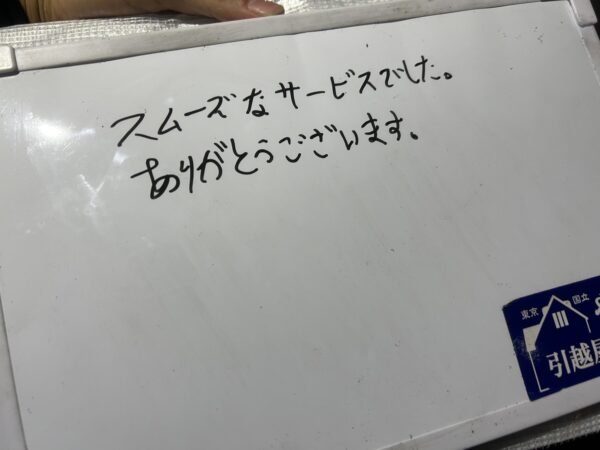 スムーズなサービスでした。
ありがとうございます。
東京 国立
引越屋